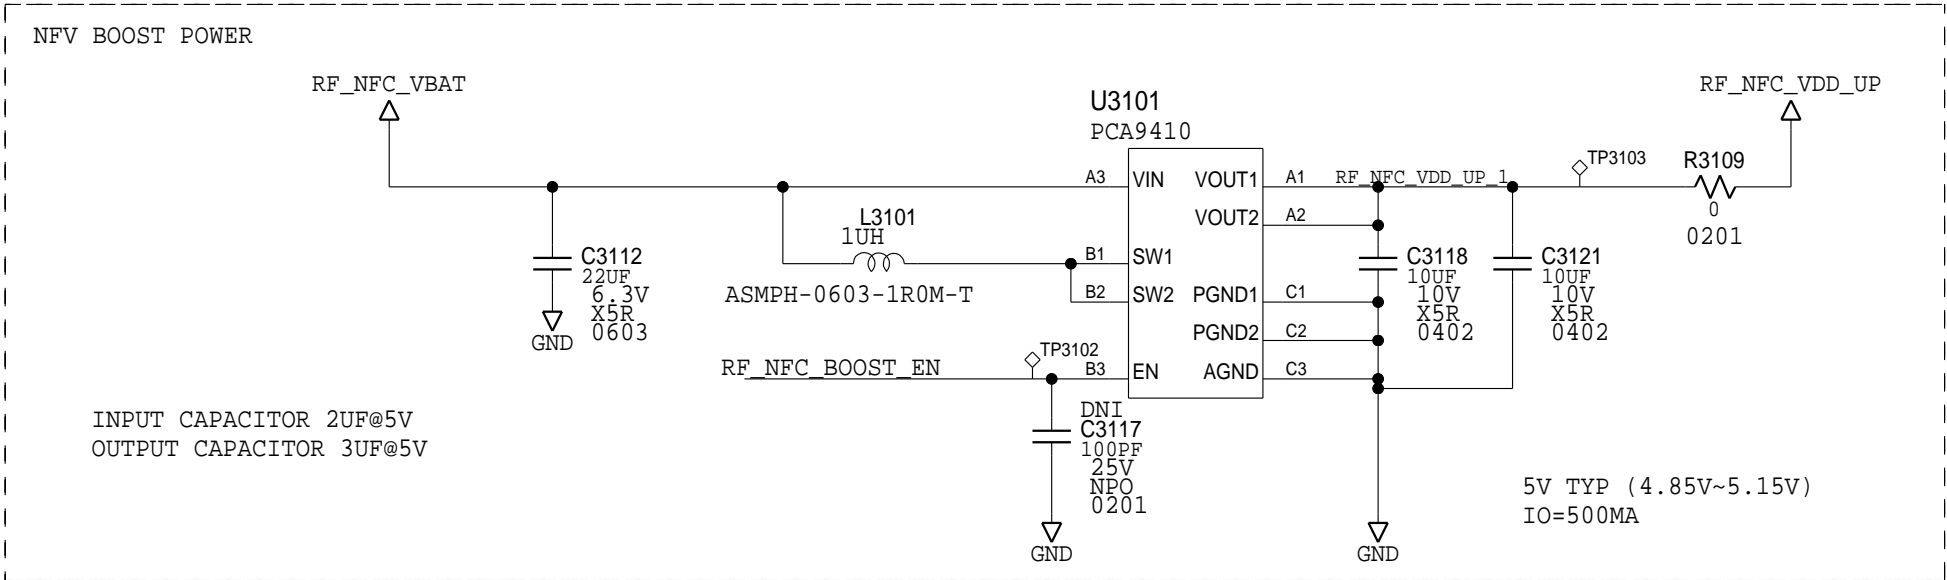 NFV BOOST POWER
RF_NFC_VBAT
RF_NFC_VDD_UP
U3101
PCA9410
A3
VIN
VOUT1
A1
RF_NFC_VDD_UP_1
TP3103
R3109
0
0201
VOUT2
A2
L3101
1UH
ASMPH-0603-1R0M-T
B1
SW1
B2
SW2
PGND1
C1
PGND2
C2
C3112
22UF
6.3V
X5R
0603
GND
C3118
10UF
10V
X5R
0402
C3121
10UF
10V
X5R
0402
RF_NFC_BOOST_EN
TP3102
B3
EN
AGND
C3
DNI
C3117
100PF
25V
NPO
0201
GND
GND
INPUT CAPACITOR 2UF@5V
OUTPUT CAPACITOR 3UF@5V
5V TYP (4.85V~5.15V)
IO=500MA